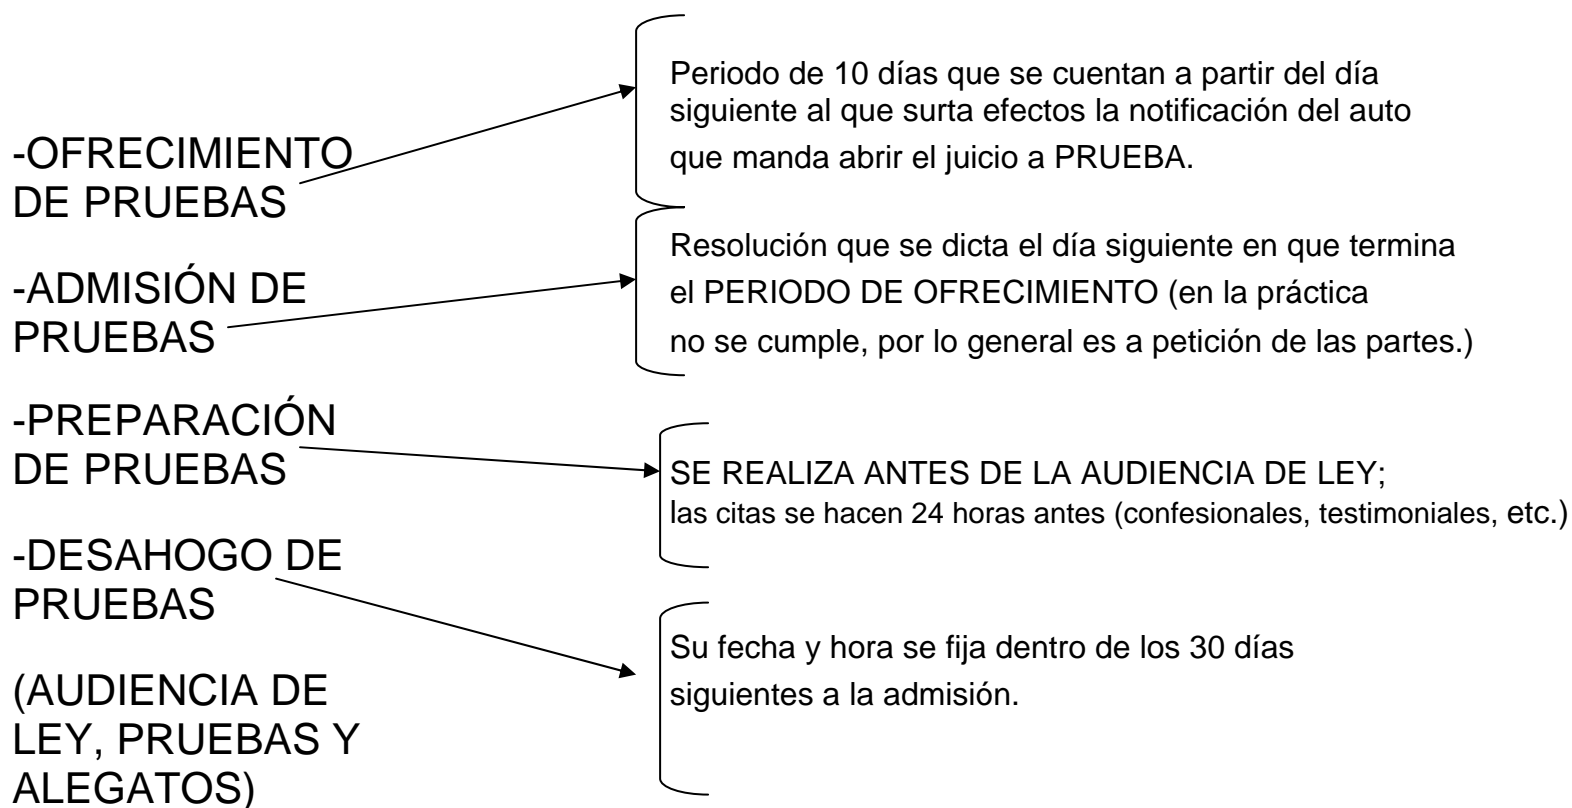 -OFRECIMIENTO
DE PRUEBAS
Periodo de 10 días que se cuentan a partir del día
siguiente al que surta efectos la notificación del auto
que manda abrir el juicio a PRUEBA.
-ADMISIÓN DE
PRUEBAS
Resolución que se dicta el día siguiente en que termina
el PERIODO DE OFRECIMIENTO (en la práctica
no se cumple, por lo general es a petición de las partes.)
-PREPARACIÓN
DE PRUEBAS
SE REALIZA ANTES DE LA AUDIENCIA DE LEY;
las citas se hacen 24 horas antes (confesionales, testimoniales, etc.)
-DESAHOGO DE
PRUEBAS
(AUDIENCIA DE
LEY, PRUEBAS Y
ALEGATOS)
Su fecha y hora se fija dentro de los 30 días
siguientes a la admisión.